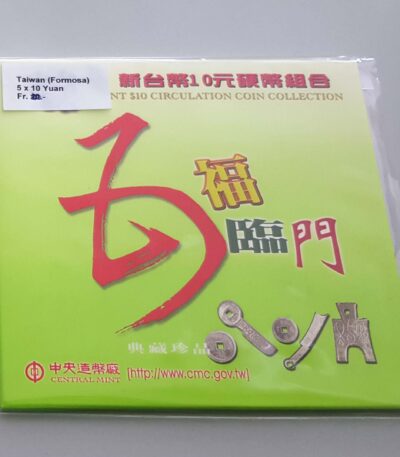 Taiwan (Formosa)
5 x 10 Yuan
Fr.
新台幣10元硬幣組合
NT $10 CIRCULATION COIN COLLECTION
五福臨門
典藏珍品
中央造幣廠
CENTRAL MINT
[http://www.cmc.gov.tw]